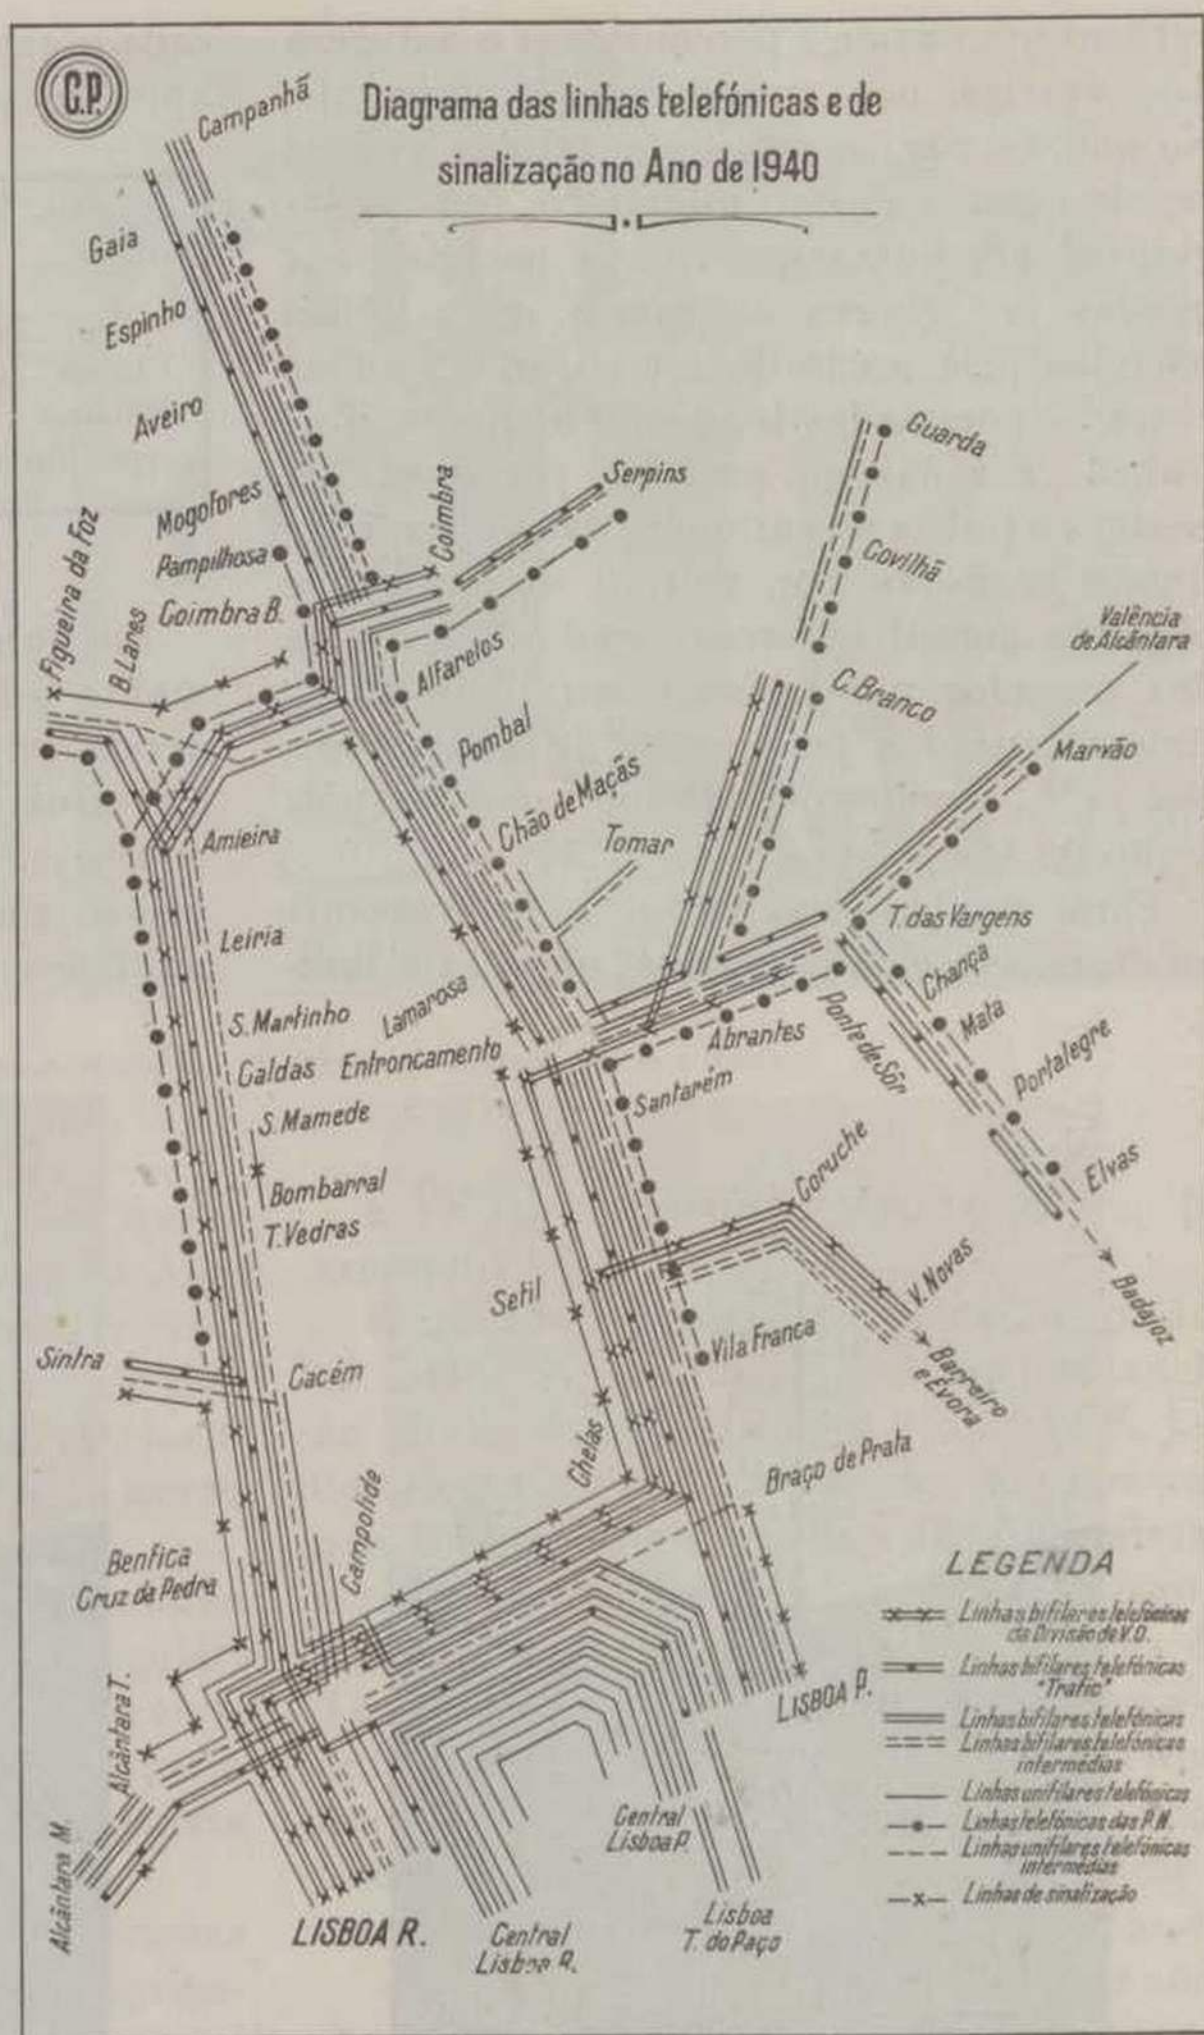 C.P.
Diagrama das linhas telefónicas e de
sinalização no Ano de 1940
Campanhã
Gaia
Espinho
Aveiro
Mogofores
Pampilhosa
Coimbra B.
Coimbra
Serpins
Figueira da Foz
B. Lares
Alfarelos
Pombal
Chão de Maçãs
Tomar
Guarda
Covilhã
C. Branco
Valência
de Alcântara
Marvão
T. das Vargens
Chança
Mata
Portalegre
Elvas
Badajoz
Ponte de Sôr
Abrantes
Amieira
Leiria
S. Martinho
Caldas
Lamarosa
Entroncamento
S. Mamede
Bombarral
T. Vedras
Santarém
Coruche
Setil
V. Novas
Barreiro
e Évora
Vila Franca
Sintra
Cacém
Chelas
Braço de Prata
Campolide
Benfica
Cruz da Pedra
Alcântara T.
Alcântara M.
LISBOA P.
Central
Lisboa P.
Lisboa
T. do Paço
LISBOA R.
Central
Lisboa R.
LEGENDA
Linhas bifilares telefónicas
da Divisão de V.O.
Linhas bifilares telefónicas
"Trafic"
Linhas bifilares telefónicas
Linhas bifilares telefónicas
intermédias
Linhas unifilares telefónicas
Linhas telefónicas das P.N.
Linhas unifilares telefónicas
intermédias
Linhas de sinalização